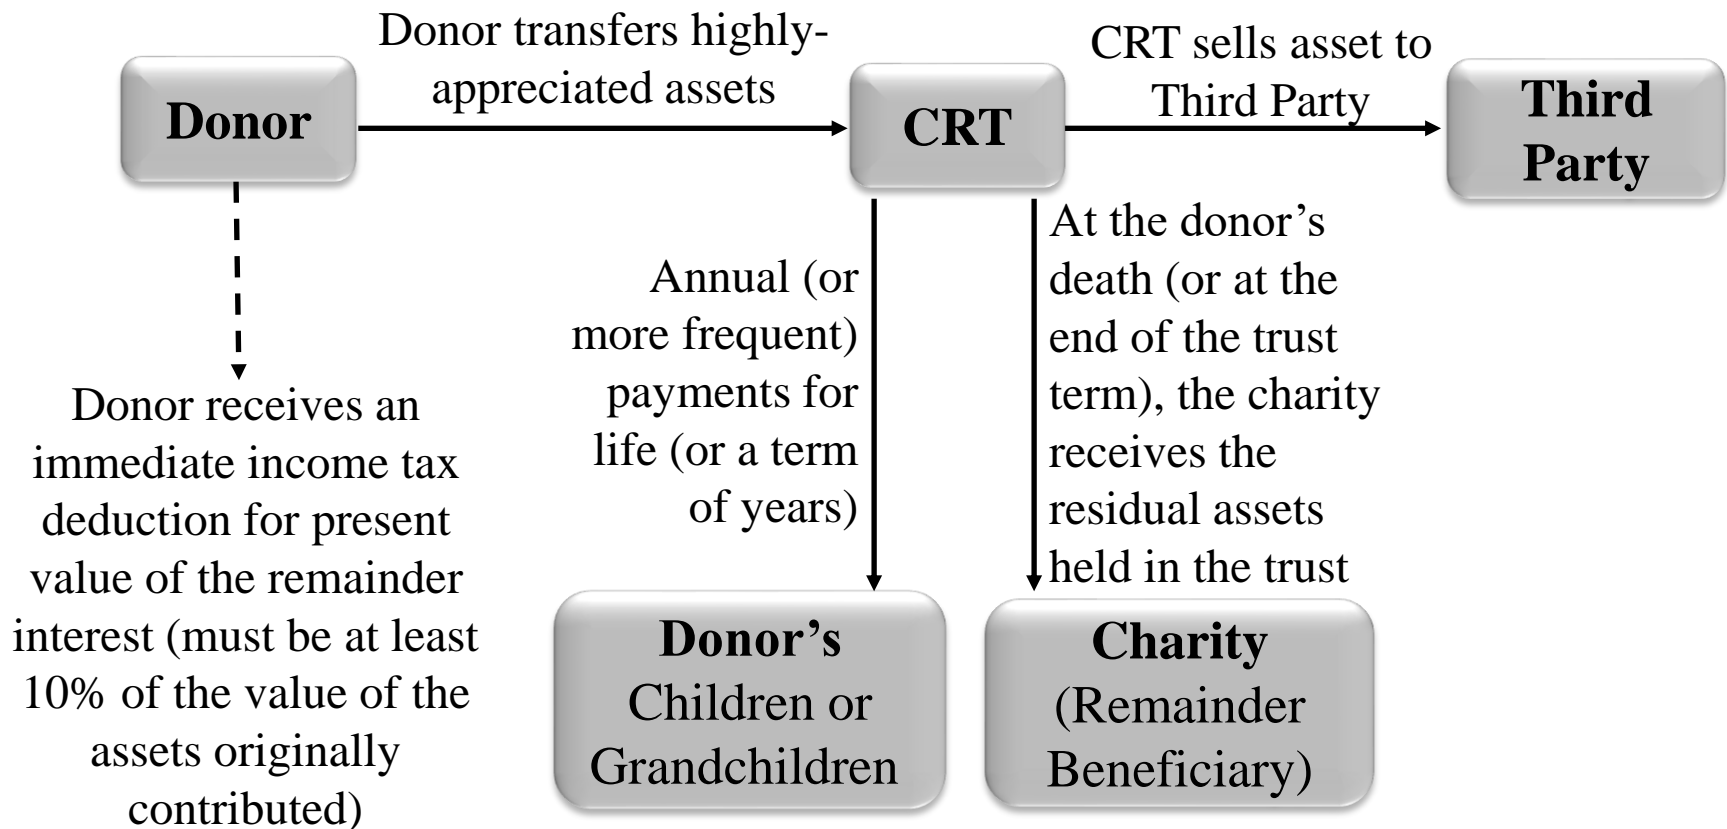 Donor transfers highly-
appreciated assets
CRT sells asset to
Third Party
Donor
CRT
Third
Party
Donor receives an
immediate income tax
deduction for present
value of the remainder
interest (must be at least
10% of the value of the
assets originally
contributed)
Annual (or
more frequent)
payments for
life (or a term
of years)
At the donor’s
death (or at the
end of the trust
term), the charity
receives the
residual assets
held in the trust
Donor’s
Children or
Grandchildren
Charity
(Remainder
Beneficiary)